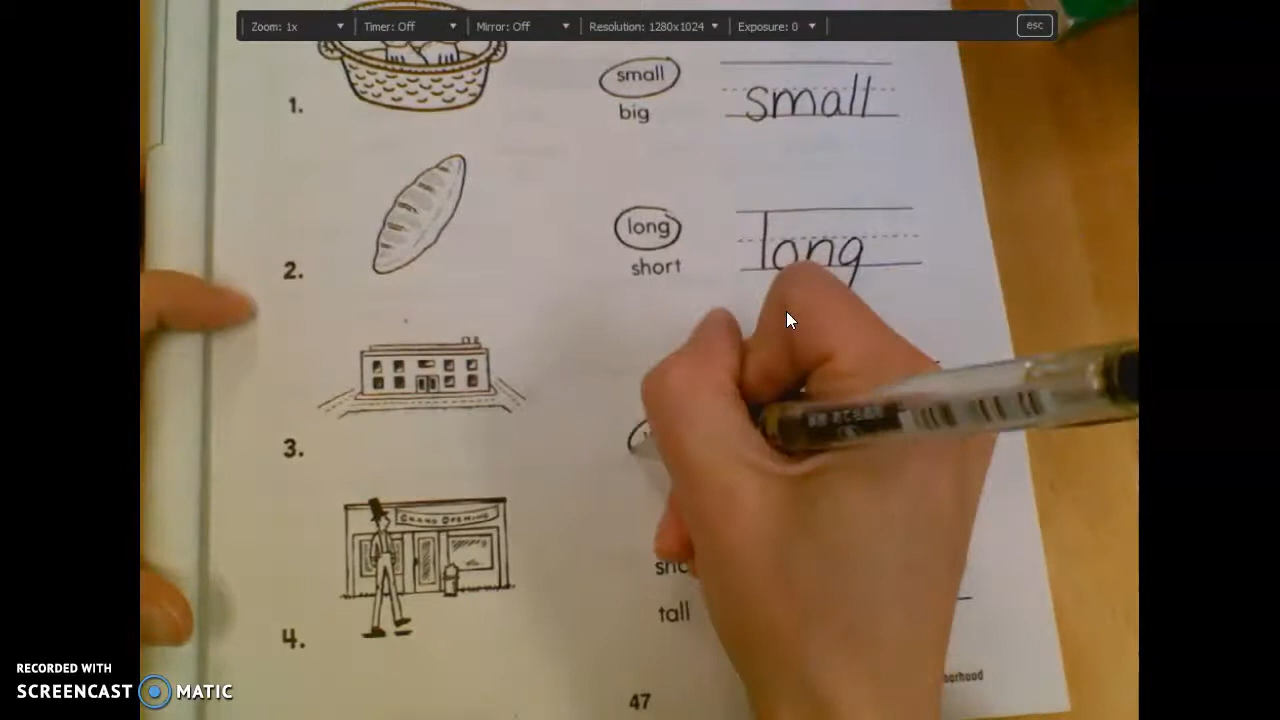 Zoom: 1x Timer: Off Mirror: Off Resolution: 1280x1024 Exposure: 0 esc
1. small small
big
2. long long
short
3.
GRAND OPENING
4. tall
47
RECORDED WITH
SCREENCAST MATIC